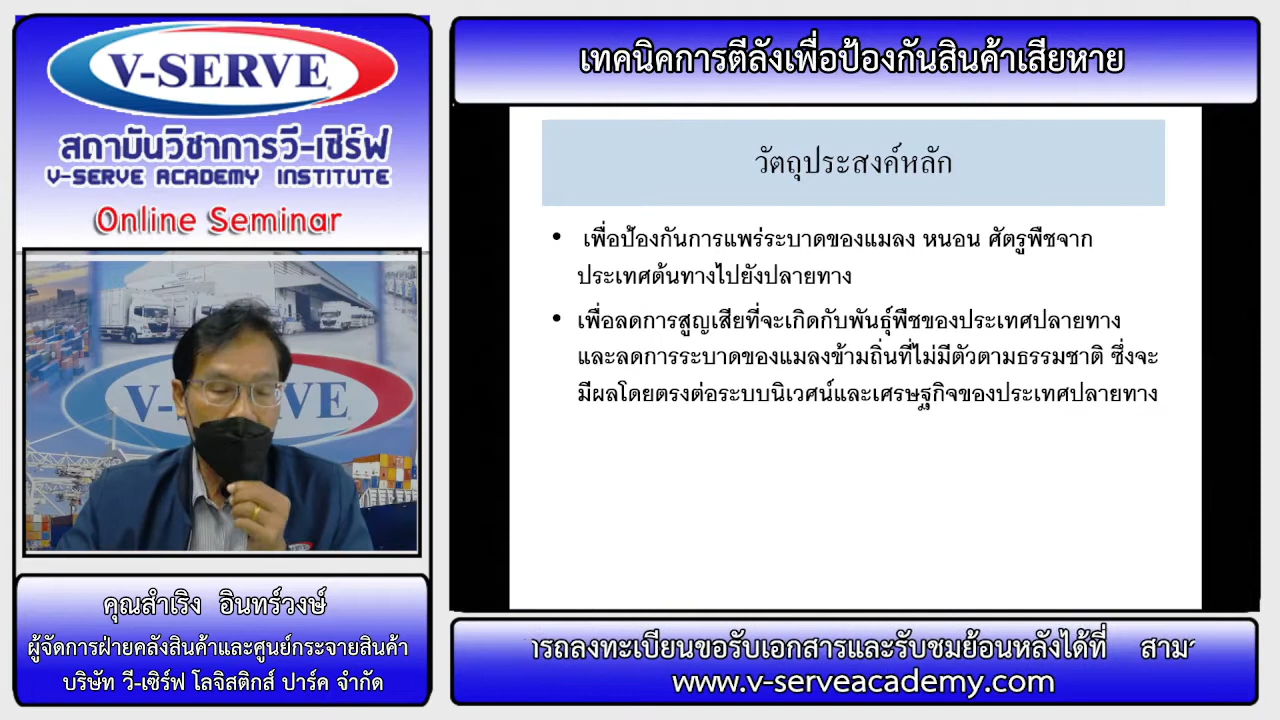 V-SERVE
สถาบันวิชาการวี-เซิร์ฟ
V-SERVE ACADEMY INSTITUTE
Online Seminar
คุณสำเริง อินทร์วงษ์
ผู้จัดการฝ่ายคลังสินค้าและศูนย์กระจายสินค้า
บริษัท วี-เซิร์ฟ โลจิสติกส์ ปาร์ค จำกัด
เทคนิคการตีลังเพื่อป้องกันสินค้าเสียหาย
วัตถุประสงค์หลัก
• เพื่อป้องกันการแพร่ระบาดของแมลง หนอน ศัตรูพืชจาก
ประเทศต้นทางไปยังปลายทาง
• เพื่อลดการสูญเสียที่จะเกิดกับพันธุ์พืชของประเทศปลายทาง
และลดการระบาดของแมลงข้ามถิ่นที่ไม่มีตัวตามธรรมชาติ ซึ่งจะ
มีผลโดยตรงต่อระบบนิเวศน์และเศรษฐกิจของประเทศปลายทาง
ารถลงทะเบียนขอรับเอกสารและรับชมย้อนหลังได้ที่ สาม
www.v-serveacademy.com